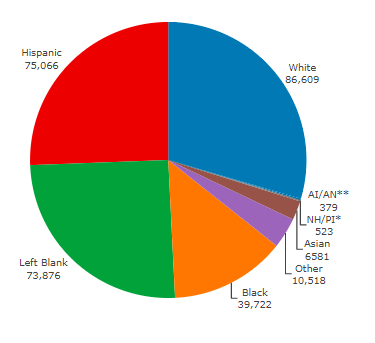 Hispanic
75,066
White
86,609
AI/AN**
379
NH/PI*
523
Asian
6581
Other
10,518
Black
39,722
Left Blank
73,876